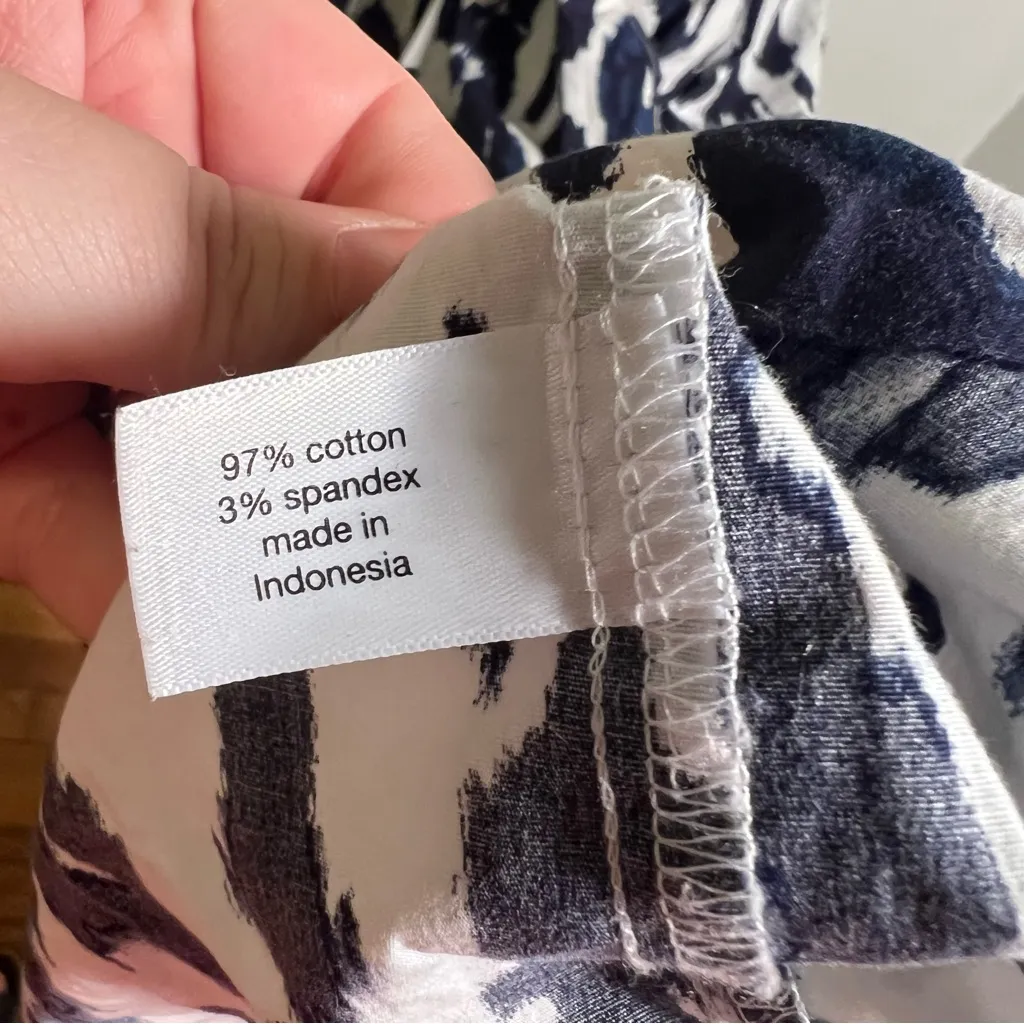 97% cotton
3% spandex
made in
Indonesia